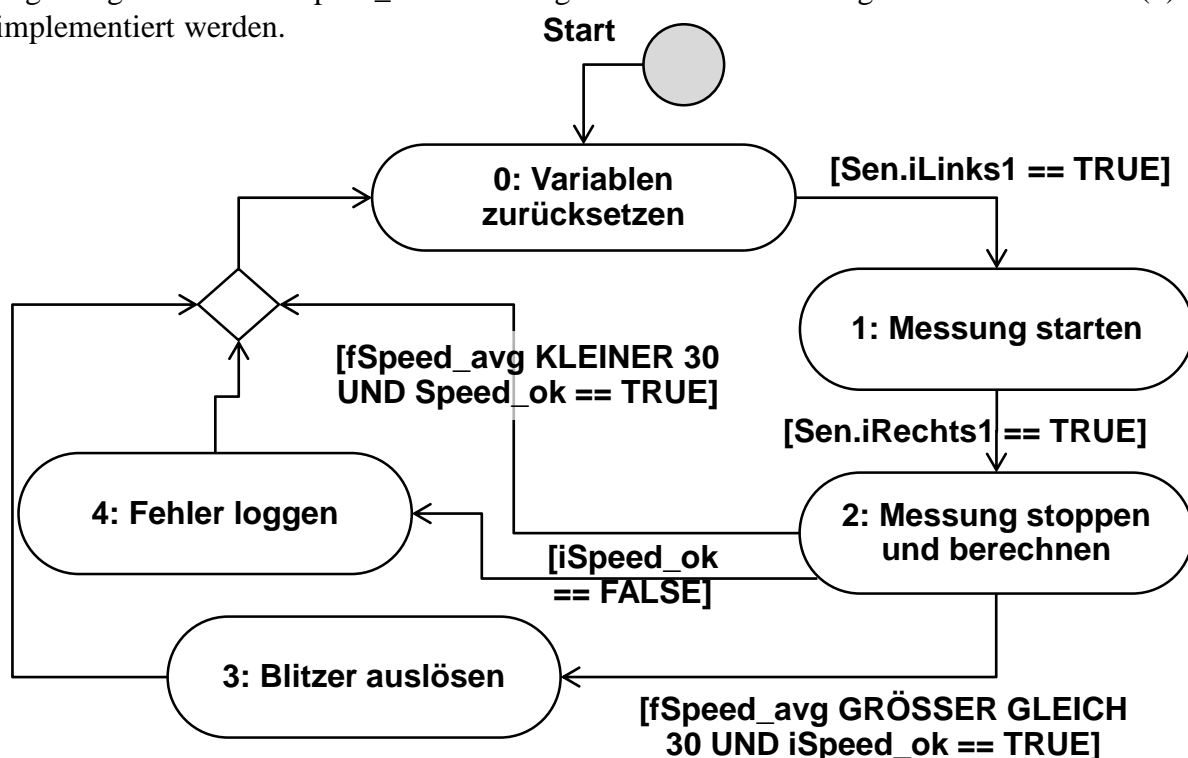 implementiert werden.
Start
0: Variablen
zurücksetzen
[Sen.iLinks1 == TRUE]
1: Messung starten
[fSpeed_avg KLEINER 30
UND Speed_ok == TRUE]
[Sen.iRechts1 == TRUE]
4: Fehler loggen
2: Messung stoppen
und berechnen
[iSpeed_ok
== FALSE]
3: Blitzer auslösen
[fSpeed_avg GRÖSSER GLEICH
30 UND iSpeed_ok == TRUE]